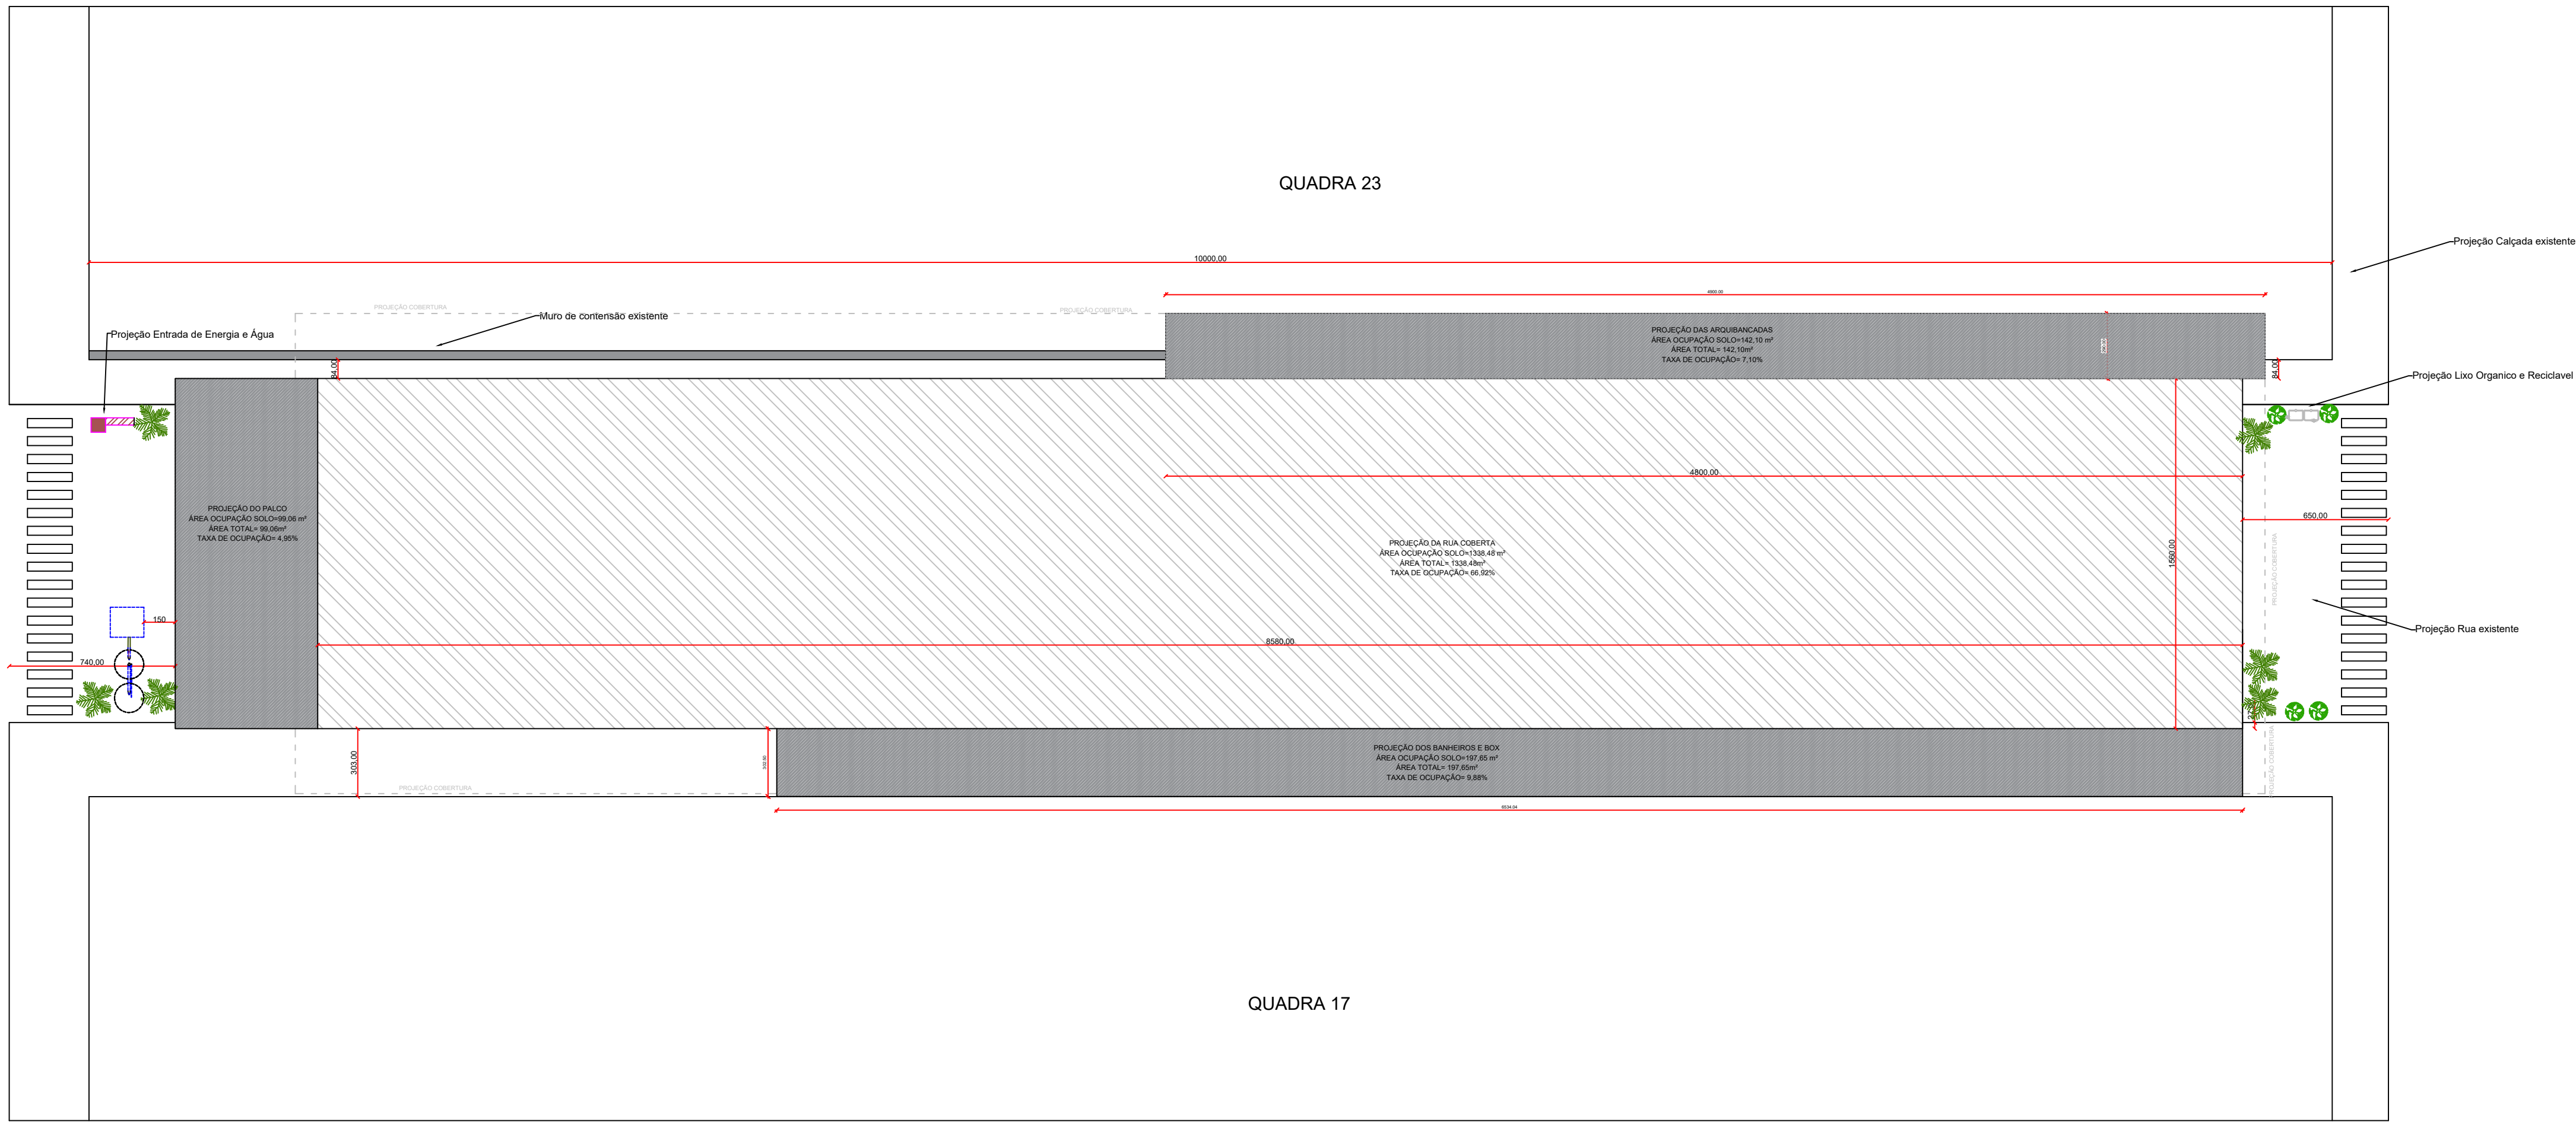 QUADRA 23
Projeção Calçada existente
10000,00
4900.00
PROJEÇÃO COBERTURA
PROJEÇÃO COBERTURA
Muro de contensão existente
Projeção Entrada de Energia e Água
PROJEÇÃO DAS ARQUIBANCADAS
ÁREA OCUPAÇÃO SOLO=142,10 m²
ÁREA TOTAL= 142,10m²
TAXA DE OCUPAÇÃO= 7,10%
84,00
84,00
Projeção Lixo Organico e Reciclavel
4800,00
650,00
PROJEÇÃO DO PALCO
ÁREA OCUPAÇÃO SOLO=99,06 m²
ÁREA TOTAL= 99,06m²
TAXA DE OCUPAÇÃO= 4,95%
PROJEÇÃO DA RUA COBERTA
ÁREA OCUPAÇÃO SOLO=1338,48 m²
ÁREA TOTAL= 1338,48m²
TAXA DE OCUPAÇÃO= 66,92%
1560,00
PROJEÇÃO COBERTURA
150
Projeção Rua existente
8580,00
740,00
303,00
302.50
PROJEÇÃO DOS BANHEIROS E BOX
ÁREA OCUPAÇÃO SOLO=197,65 m²
ÁREA TOTAL= 197,65m²
TAXA DE OCUPAÇÃO= 9,88%
PROJEÇÃO COBERTURA
PROJEÇÃO COBERTURA
6534.04
QUADRA 17